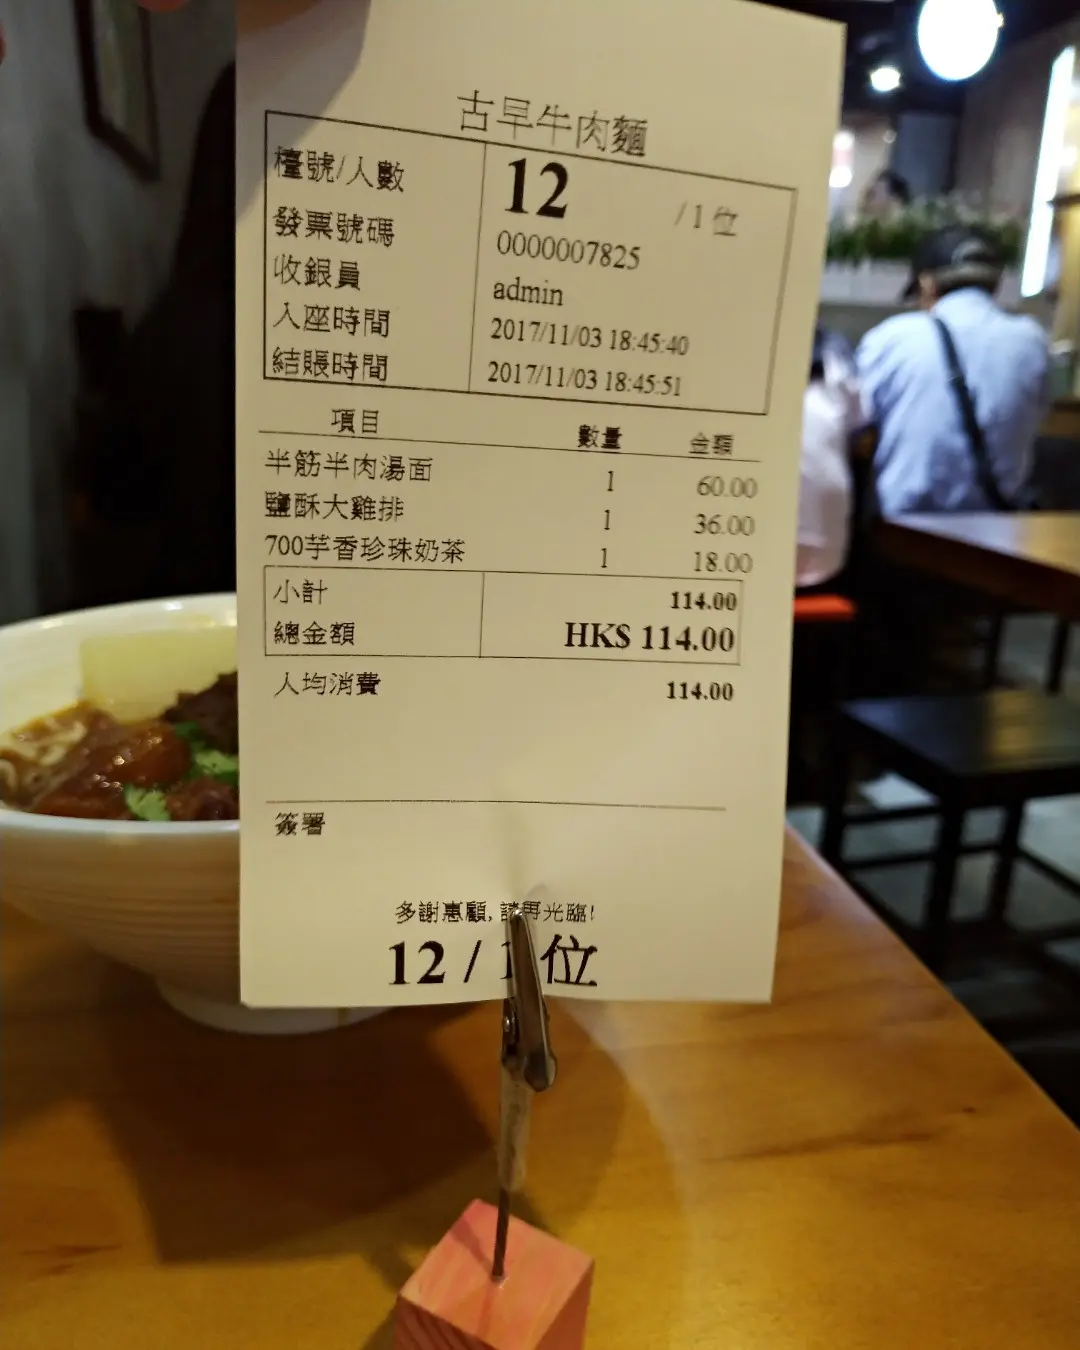 古早牛肉麵
檯號/人數 12 /1位
發票號碼 0000007825
收銀員 admin
入座時間 2017/11/03 18:45:40
結賬時間 2017/11/03 18:45:51
項目 數量 金額
半筋半肉湯面 1 60.00
鹽酥大雞排 1 36.00
700芋香珍珠奶茶 1 18.00
小計 114.00
總金額 HK$ 114.00
人均消費 114.00
簽署
多謝惠顧,請再光臨!
12 / 1 位